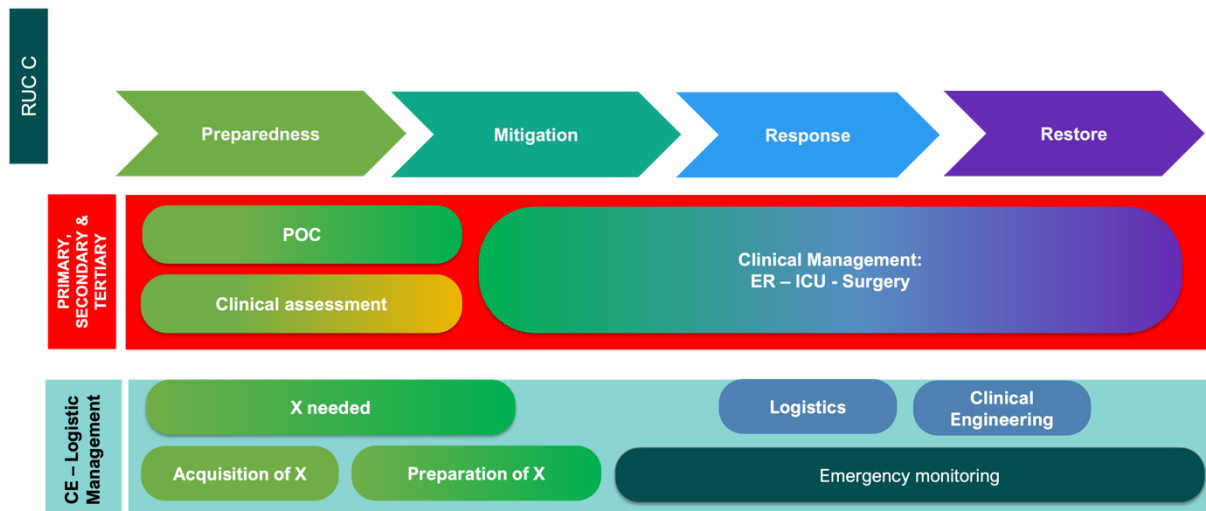 RUC C
Preparedness
Mitigation
Response
Restore
PRIMARY,
SECONDARY &
TERTIARY
POC
Clinical assessment
Clinical Management:
ER – ICU - Surgery
CE – Logistic
Management
X needed
Logistics
Clinical
Engineering
Acquisition of X
Preparation of X
Emergency monitoring